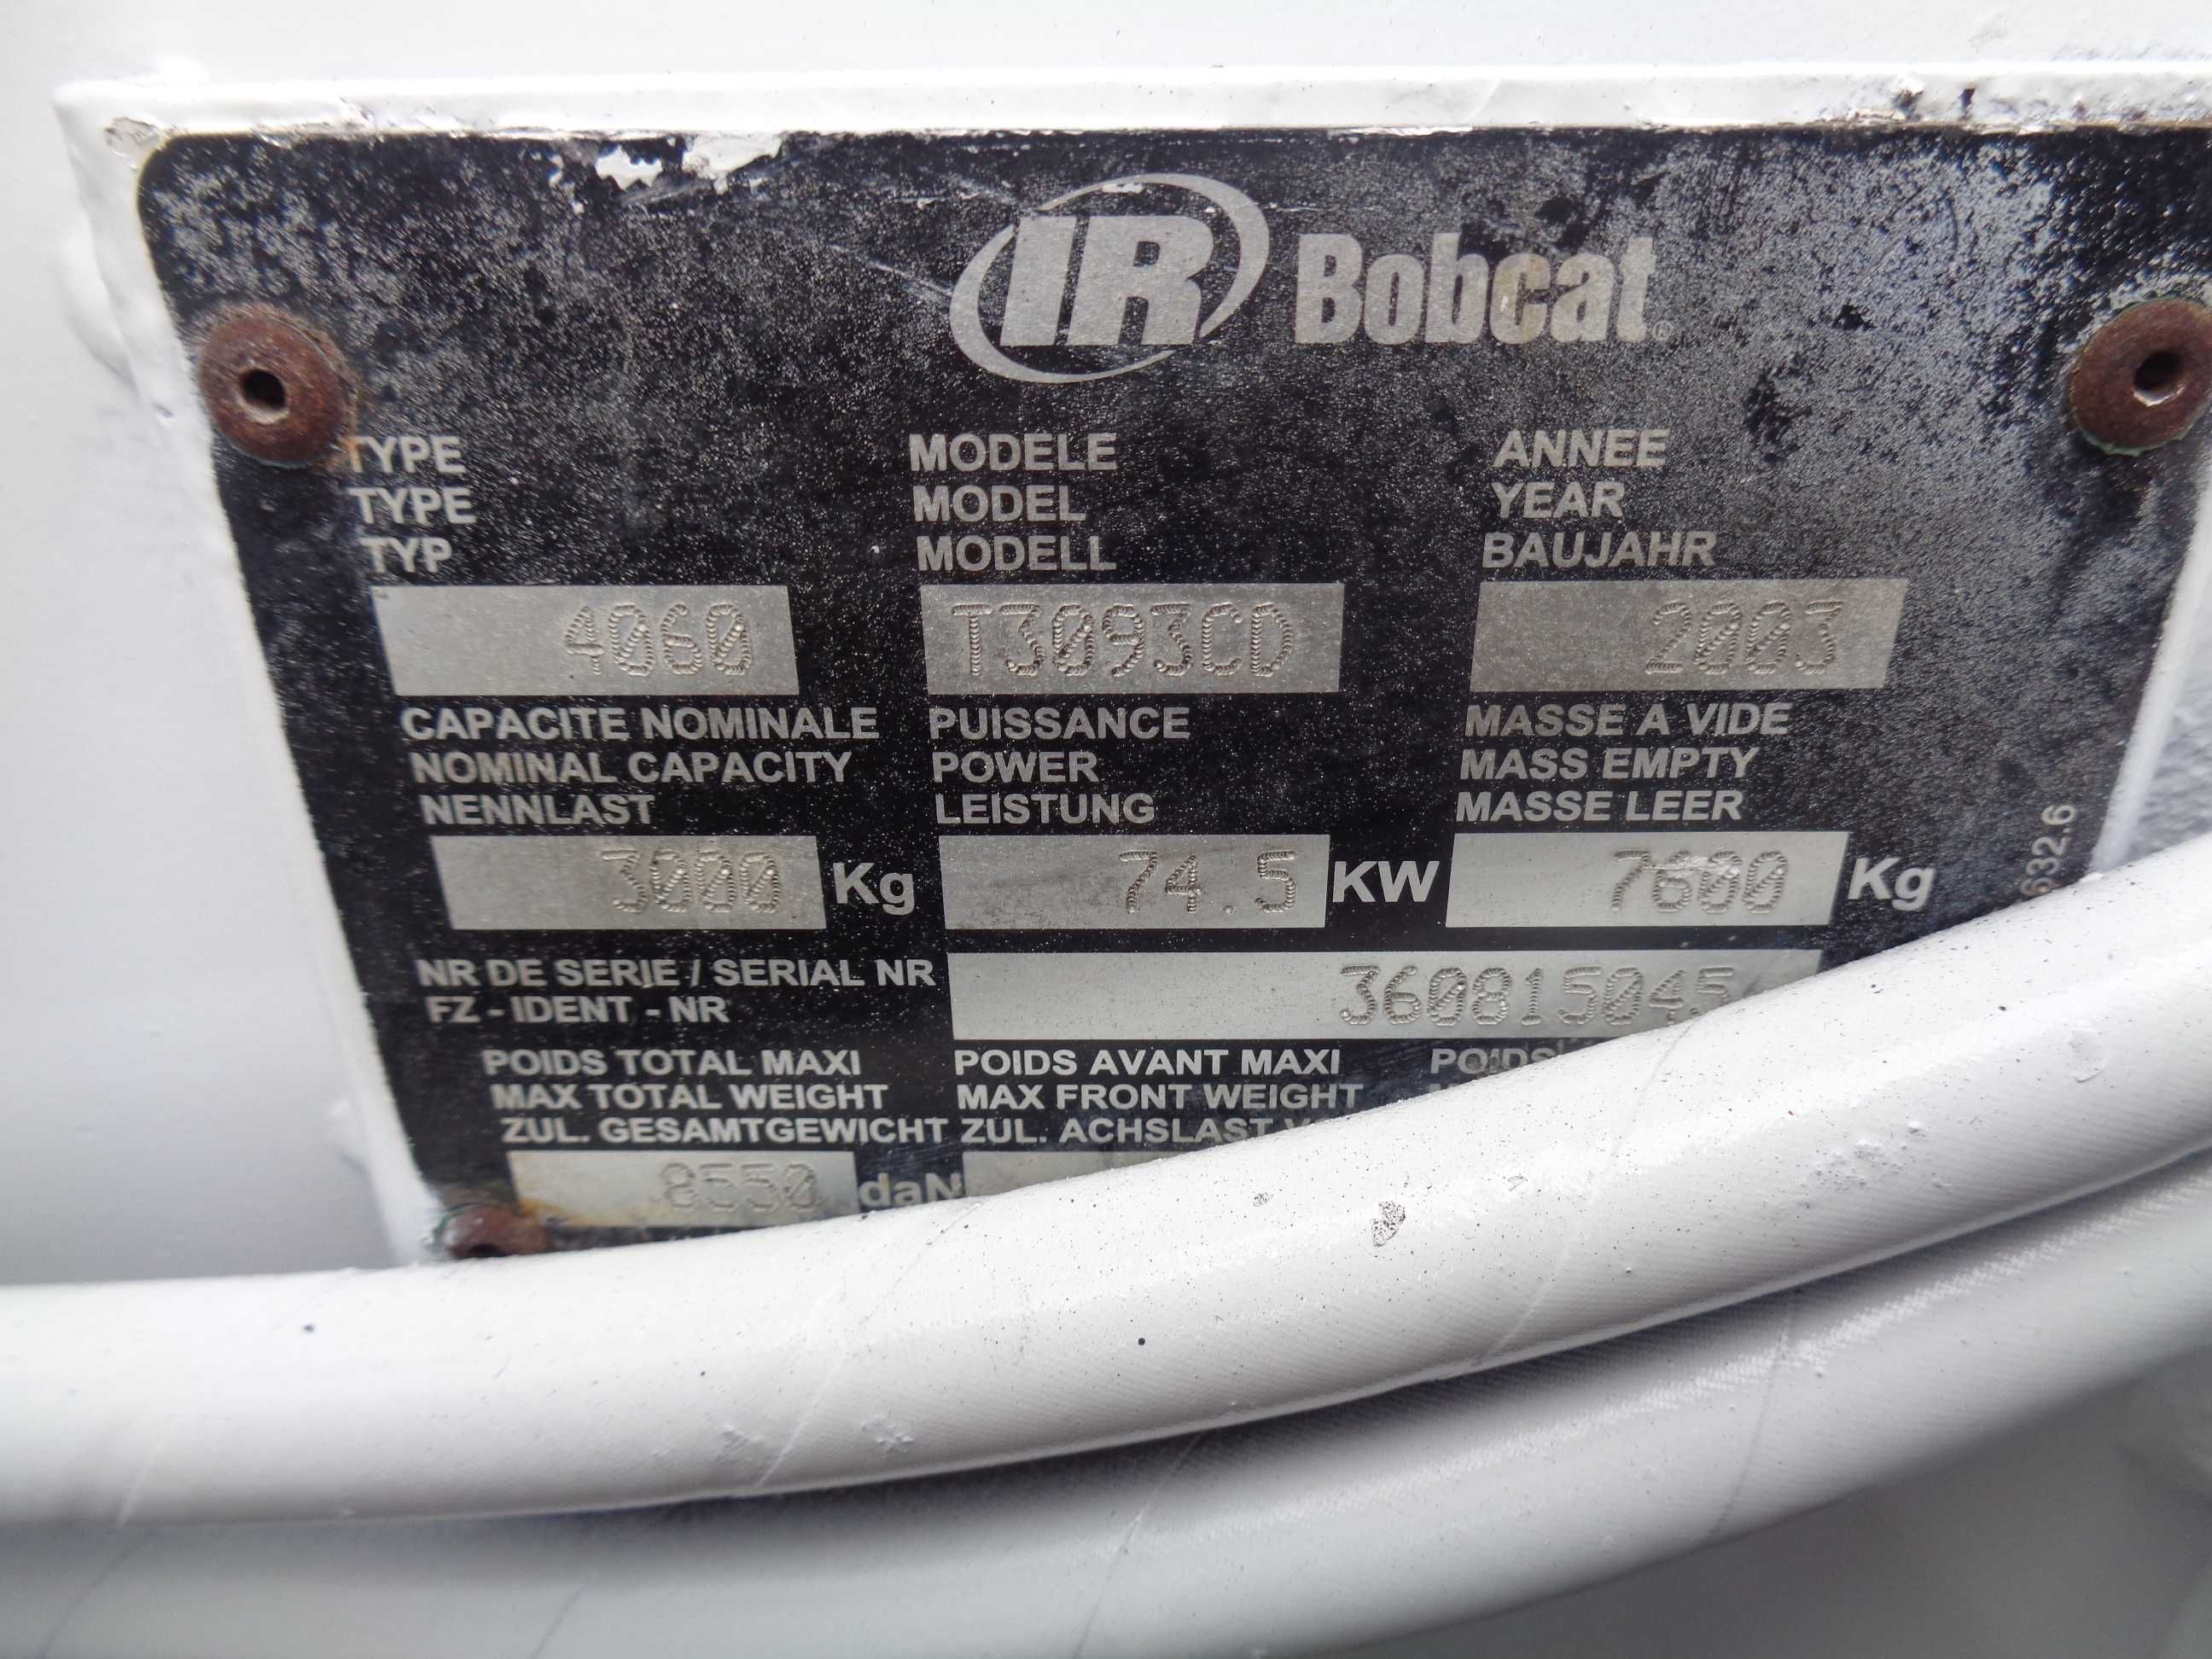 IR Bobcat®
TYPE MODELE ANNEE
TYPE MODEL YEAR
TYP MODELL BAUJAHR
4060 T3093CD 2003
CAPACITE NOMINALE PUISSANCE MASSE A VIDE
NOMINAL CAPACITY POWER MASS EMPTY
NENNLAST LEISTUNG MASSE LEER
3000 Kg 74.5 KW 7600 Kg
632.6
NR DE SERIE / SERIAL NR 360815045
FZ - IDENT - NR
POIDS TOTAL MAXI POIDS AVANT MAXI POIDS
MAX TOTAL WEIGHT MAX FRONT WEIGHT
ZUL. GESAMTGEWICHT ZUL. ACHSLAST
8550 daN